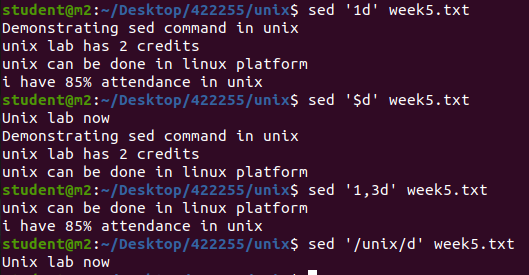 student@m2:~/Desktop/422255/unix$ sed '1d' week5.txt
Demonstrating sed command in unix
unix lab has 2 credits
unix can be done in linux platform
i have 85% attendance in unix
student@m2:~/Desktop/422255/unix$ sed '$d' week5.txt
Unix lab now
Demonstrating sed command in unix
unix lab has 2 credits
unix can be done in linux platform
student@m2:~/Desktop/422255/unix$ sed '1,3d' week5.txt
unix can be done in linux platform
i have 85% attendance in unix
student@m2:~/Desktop/422255/unix$ sed '/unix/d' week5.txt
Unix lab now